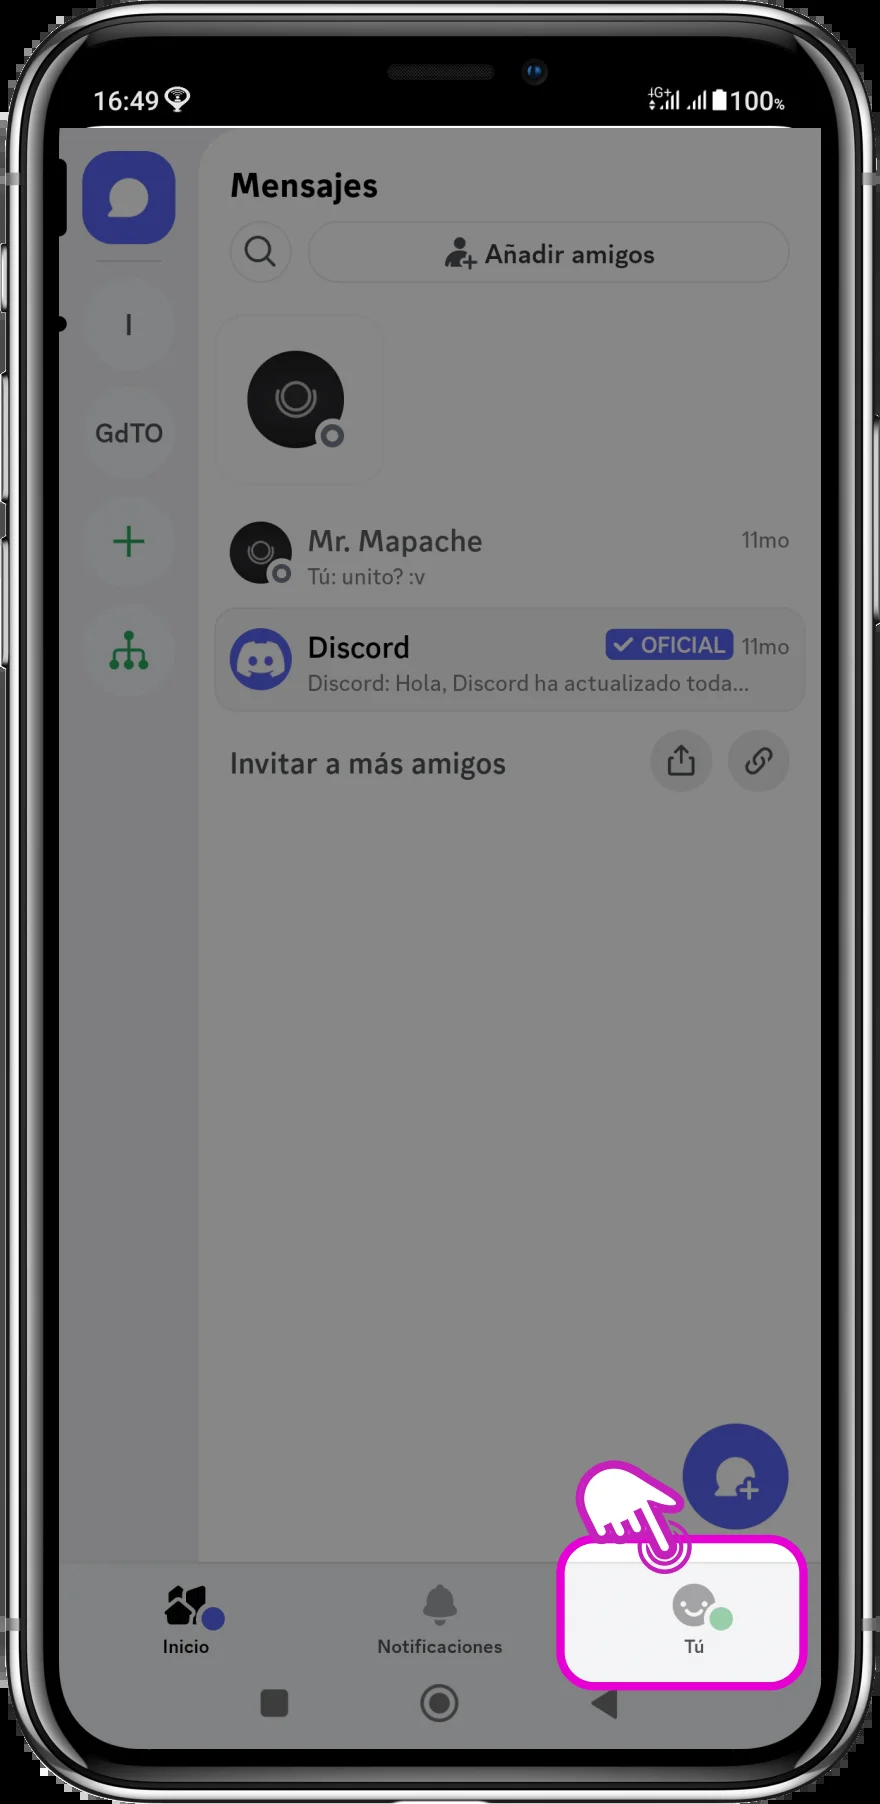 16:49 4G+ 100%
Mensajes
Añadir amigos
I
GdTO
Mr. Mapache 11mo
Tú: unito? :v
Discord OFICIAL 11mo
Discord: Hola, Discord ha actualizado toda...
Invitar a más amigos
Inicio Notificaciones Tú